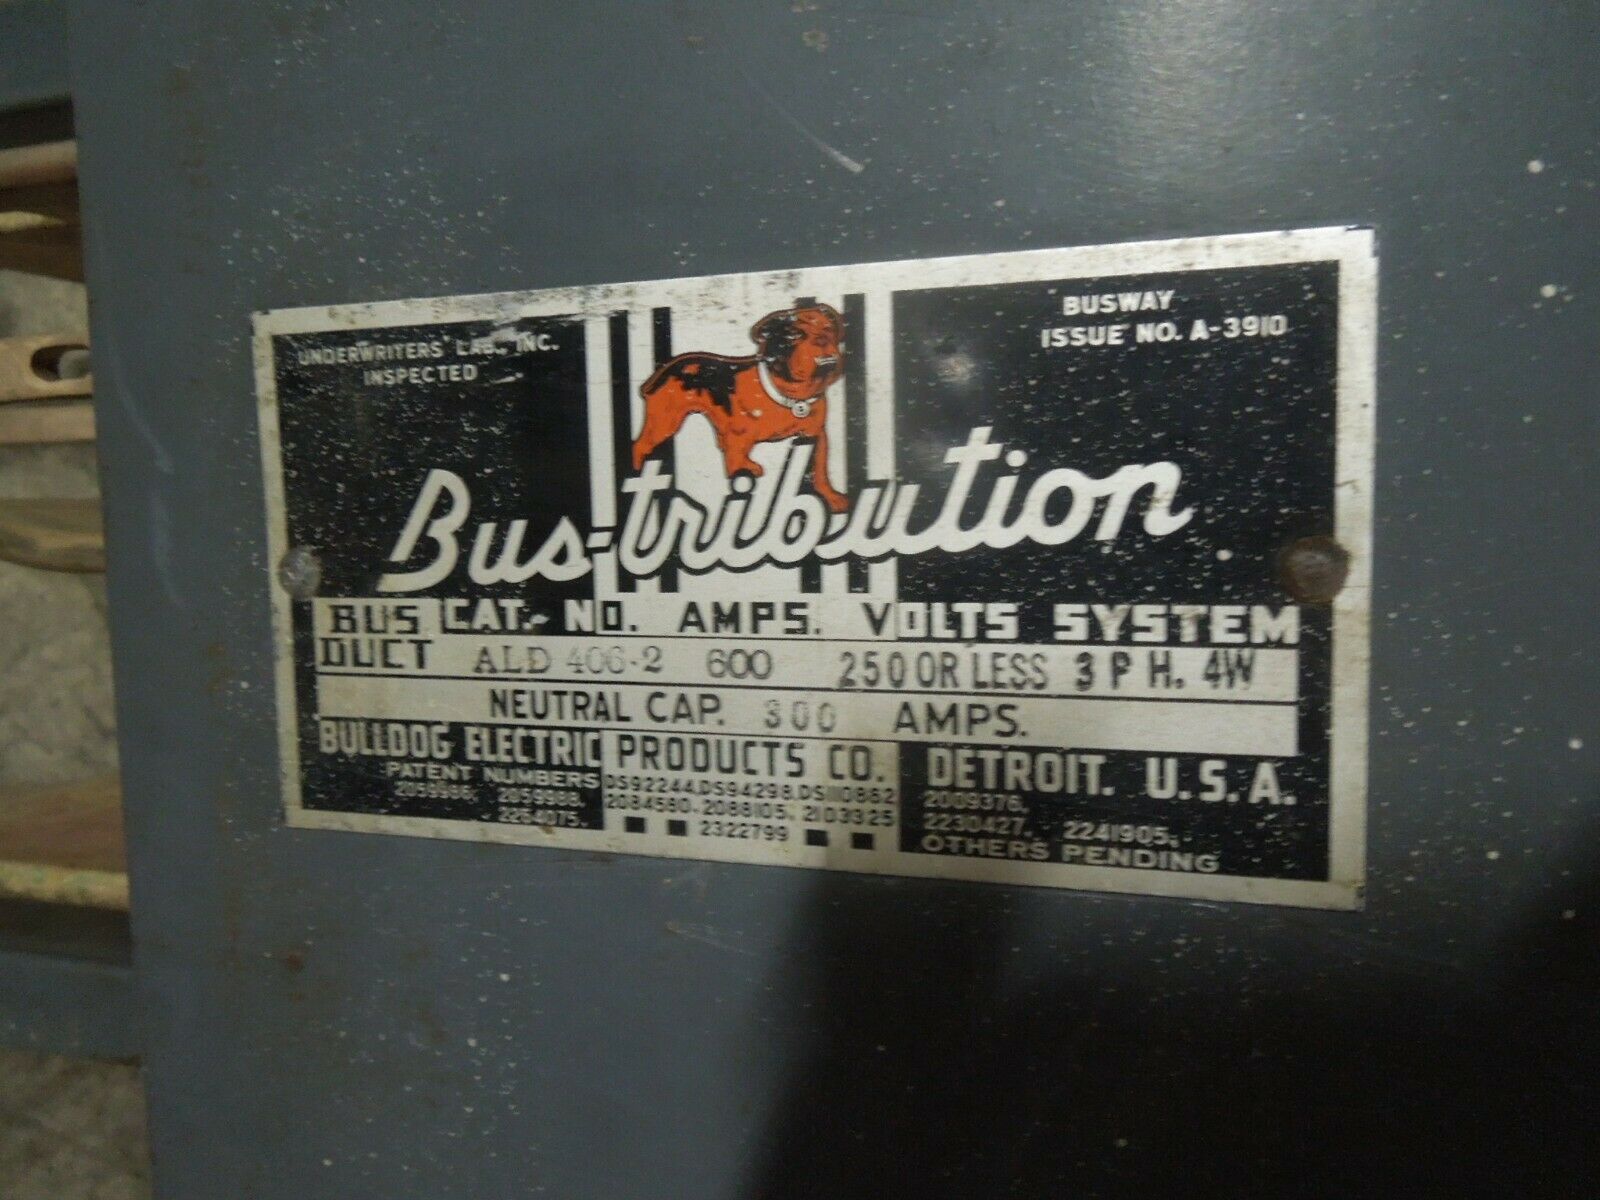 UNDERWRITERS' LAB., INC.
INSPECTED
BUSWAY
ISSUE NO. A-3910
Bus-tribution
BUS DUCT
CAT. NO. AMPS. VOLTS SYSTEM
ALD 406-2 600 250 OR LESS 3 PH. 4W
NEUTRAL CAP. 300 AMPS.
BULLDOG ELECTRIC PRODUCTS CO. DETROIT. U.S.A.
PATENT NUMBERS
2059986. 2059988.
2264075.
DS92244, DS94298, DS110862
2084580. 2088105. 2103325
2322799
2009376.
2230427. 2241905.
OTHERS PENDING